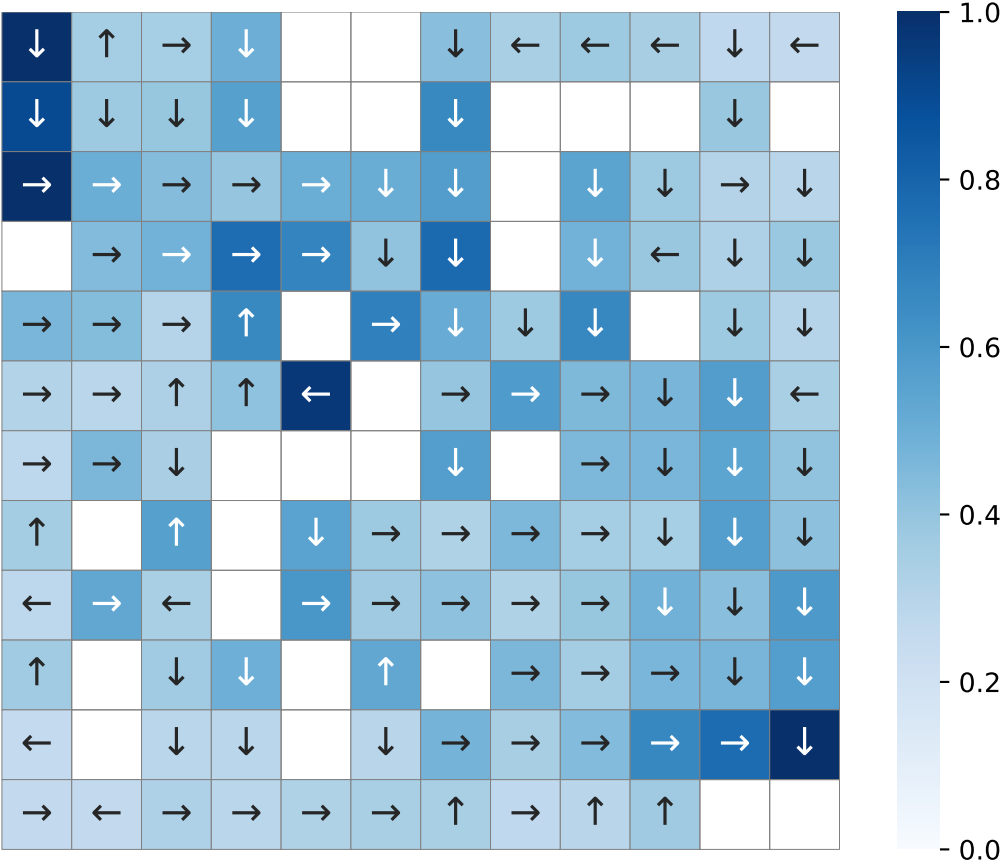 ↓ ↑ → ↓ ↓ ← ← ← ↓ ←
↓ ↓ ↓ ↓ ↓ ↓
→ → → → → ↓ ↓ ↓ ↓ → ↓
→ → → → ↓ ↓ ↓ ← ↓ ↓
→ → → ↑ → ↓ ↓ ↓ ↓ ↓
→ → ↑ ↑ ← → → → ↓ ↓ ←
→ → ↓ ↓ → ↓ ↓ ↓
↑ ↑ ↓ → → → → ↓ ↓ ↓
← → ← → → → → → ↓ ↓ ↓
↑ ↓ ↓ ↑ → → → ↓ ↓
← ↓ ↓ ↓ → → → → → ↓
→ ← → → → → ↑ → ↑ ↑
1.0
0.8
0.6
0.4
0.2
0.0